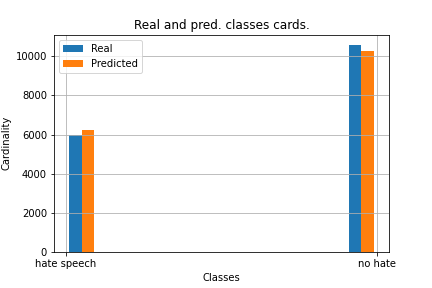 Real and pred. classes cards.
Real
Predicted
10000
8000
6000
4000
2000
0
Cardinality
hate speech
no hate
Classes